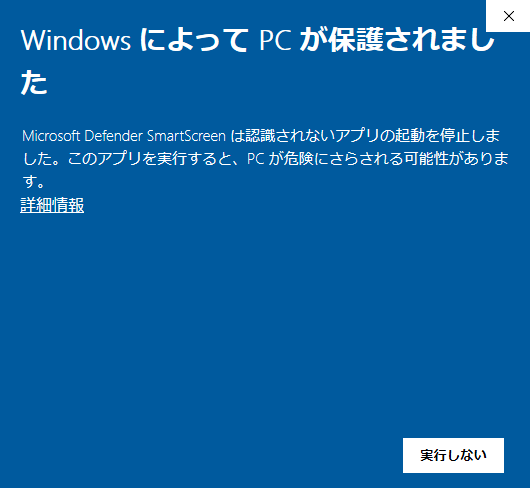 Windows によって PC が保護されまし
た
Microsoft Defender SmartScreen は認識されないアプリの起動を停止しま
した。このアプリを実行すると、PC が危険にさらされる可能性がありま
す。
詳細情報
実行しない